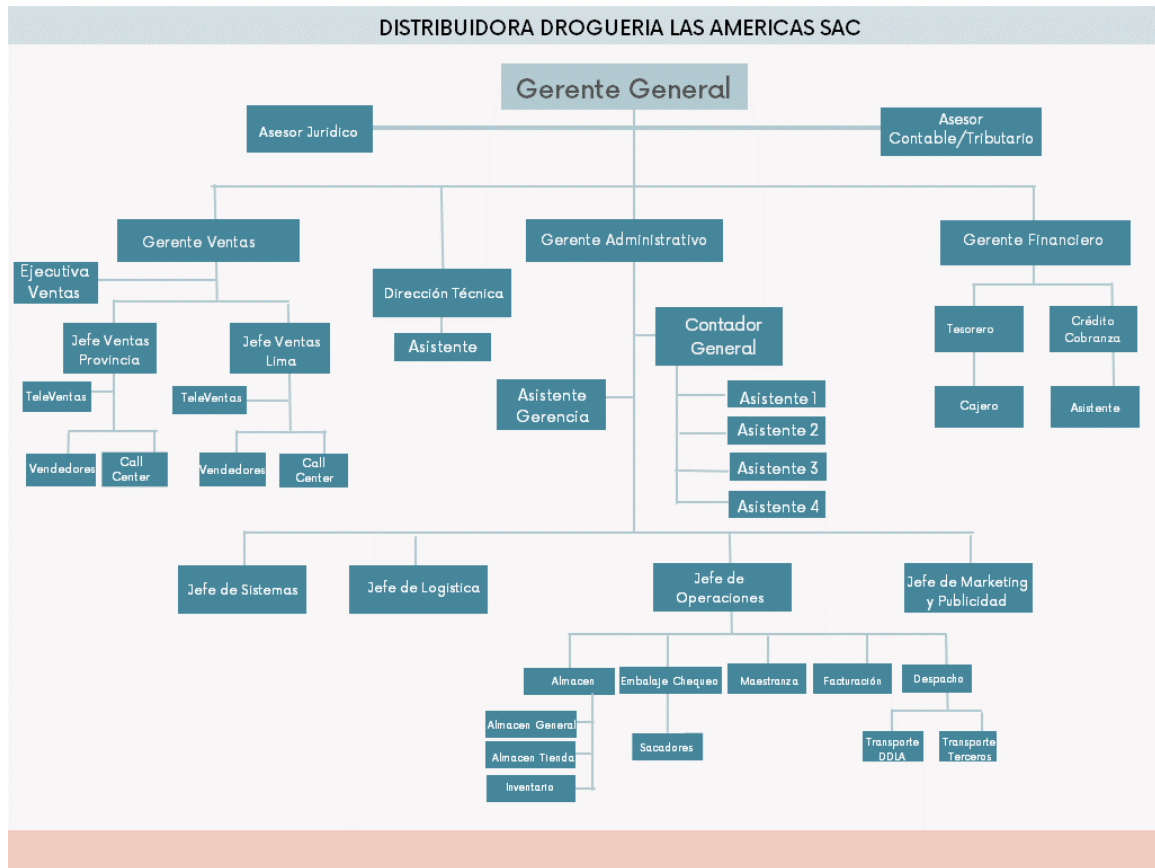 DISTRIBUIDORA DROGUERIA LAS AMERICAS SAC
Gerente General
Asesor Jurídico
Asesor
Contable/Tributario
Gerente Ventas
Gerente Administrativo
Gerente Financiero
Ejecutiva
Ventas
Dirección Técnica
Asistente
Jefe Ventas
Provincia
Jefe Ventas
Lima
TeleVentas
TeleVentas
Vendedores
Call
Center
Vendedores
Call
Center
Contador
General
Asistente
Gerencia
Asistente 1
Asistente 2
Asistente 3
Asistente 4
Tesorero
Crédito
Cobranza
Cajero
Asistente
Jefe de Sistemas
Jefe de Logística
Jefe de
Operaciones
Jefe de Marketing
y Publicidad
Almacen
Embalaje Chequeo
Maestranza
Facturación
Despacho
Almacen General
Almacen Tienda
Inventario
Sacadores
Transporte
DDLA
Transporte
Terceros